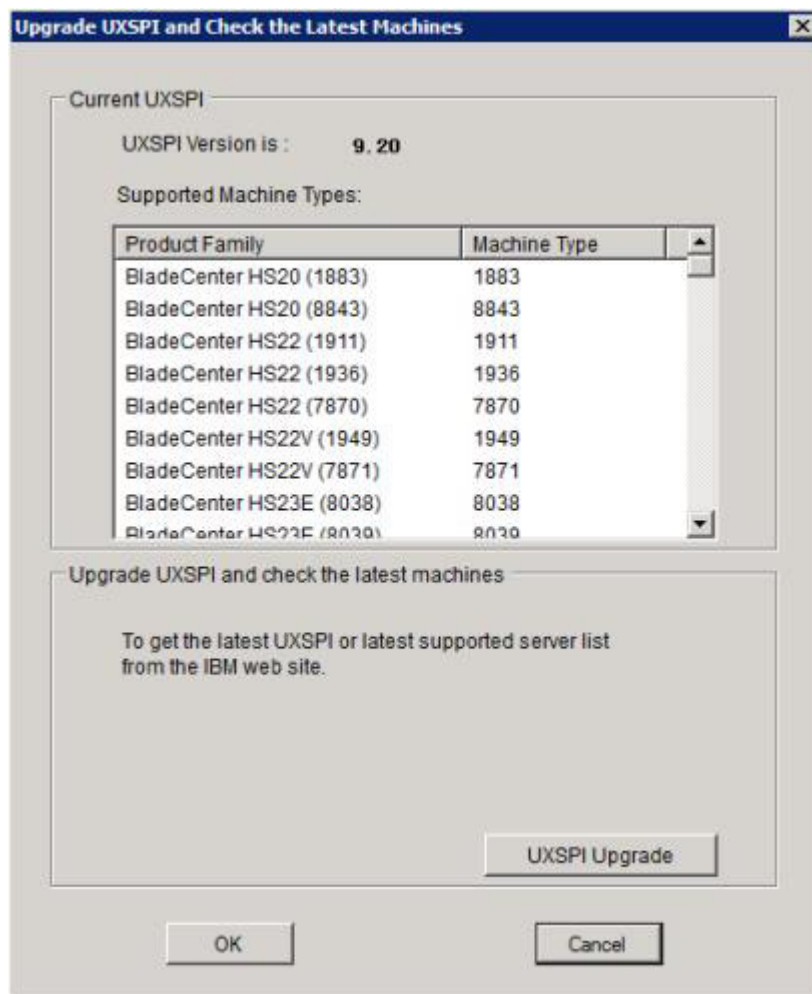 Upgrade UXSPI and Check the Latest Machines
Current UXSPI
UXSPI Version is : 9.20
Supported Machine Types:
Product Family Machine Type
BladeCenter HS20 (1883) 1883
BladeCenter HS20 (8843) 8843
BladeCenter HS22 (1911) 1911
BladeCenter HS22 (1936) 1936
BladeCenter HS22 (7870) 7870
BladeCenter HS22V (1949) 1949
BladeCenter HS22V (7871) 7871
BladeCenter HS23E (8038) 8038
BladeCenter HS23E (8039) 8039
Upgrade UXSPI and check the latest machines
To get the latest UXSPI or latest supported server list
from the IBM web site.
UXSPI Upgrade
OK Cancel